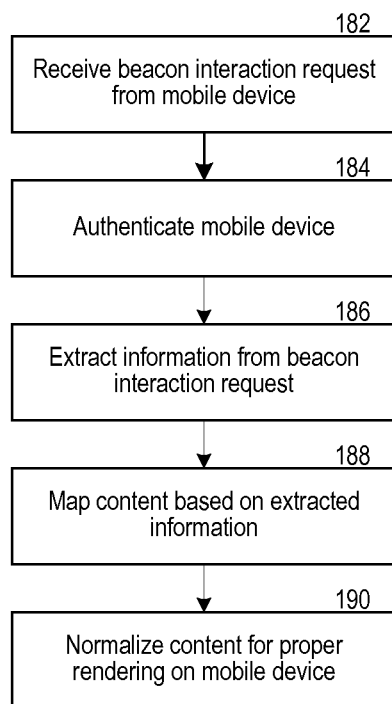 182
Receive beacon interaction request
from mobile device
184
Authenticate mobile device
186
Extract information from beacon
interaction request
188
Map content based on extracted
information
190
Normalize content for proper
rendering on mobile device